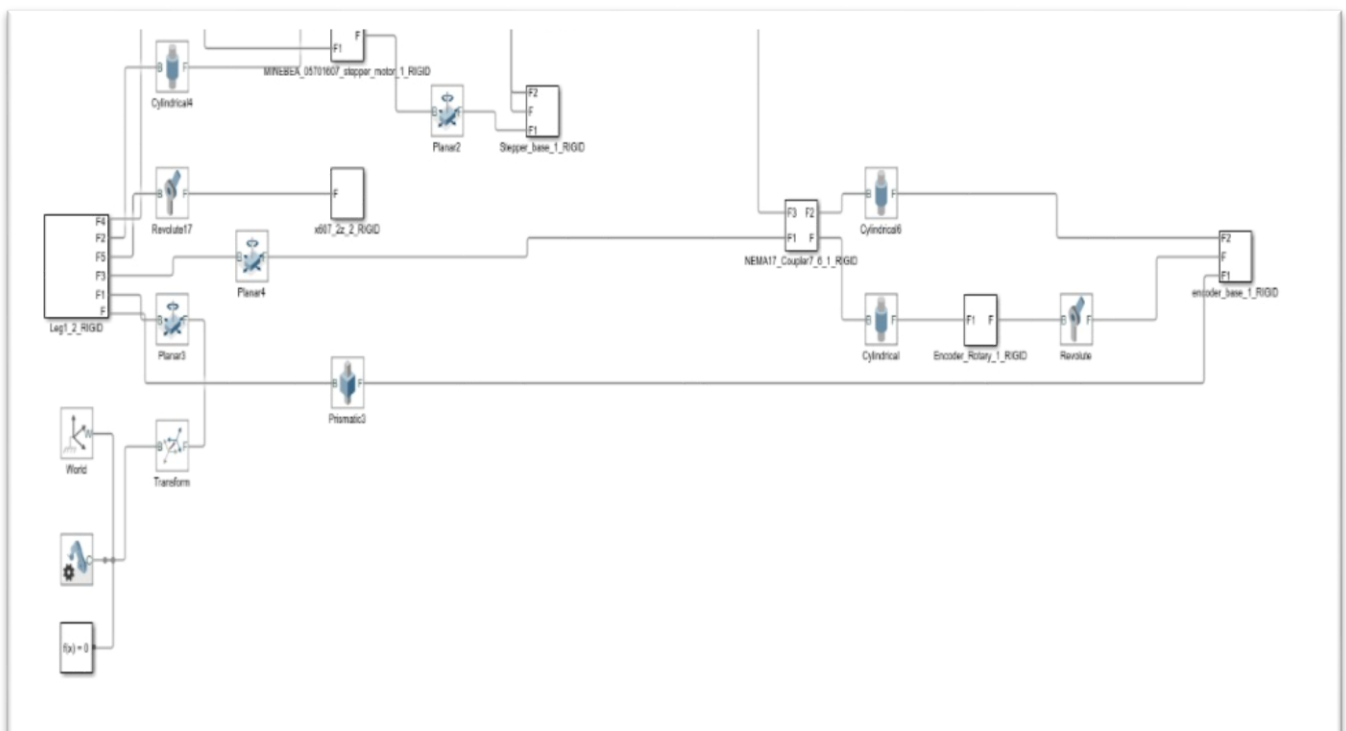 F
F1
MINEBEA_05701607_stepper_motor_1_RIGID
B F
Cylindrical4
B F
Planar2
F2
F
F1
Stepper_base_1_RIGID
B F
Revolute17
F
x607_2z_2_RIGID
F4
F2
F5
F3
F1
F
Leg1_2_RIGID
B F
Planar4
B F
Planar3
F3 F2
F1 F
NEMA17_Coupler7_6_1_RIGID
B F
Cylindrical6
F2
F
F1
encoder_base_1_RIGID
B F
Cylindrical
F1 F
Encoder_Rotary_1_RIGID
B F
Revolute
B F
Prismatic3
W
World
B F
Transform
C
f(x) = 0